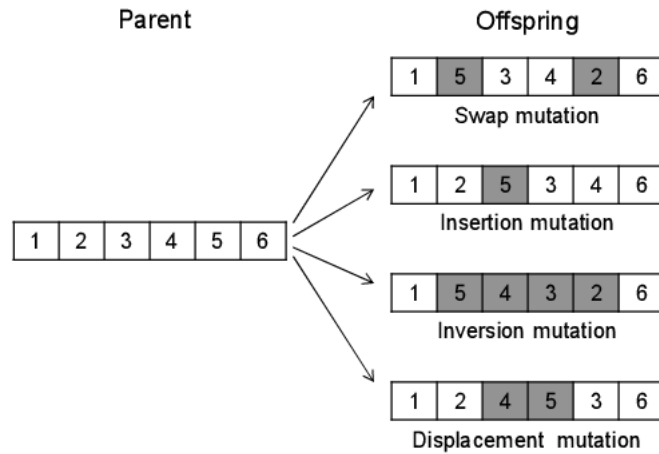 Parent
Offspring
1 5 3 4 2 6
Swap mutation
1 2 5 3 4 6
Insertion mutation
1 2 3 4 5 6
1 5 4 3 2 6
Inversion mutation
1 2 4 5 3 6
Displacement mutation